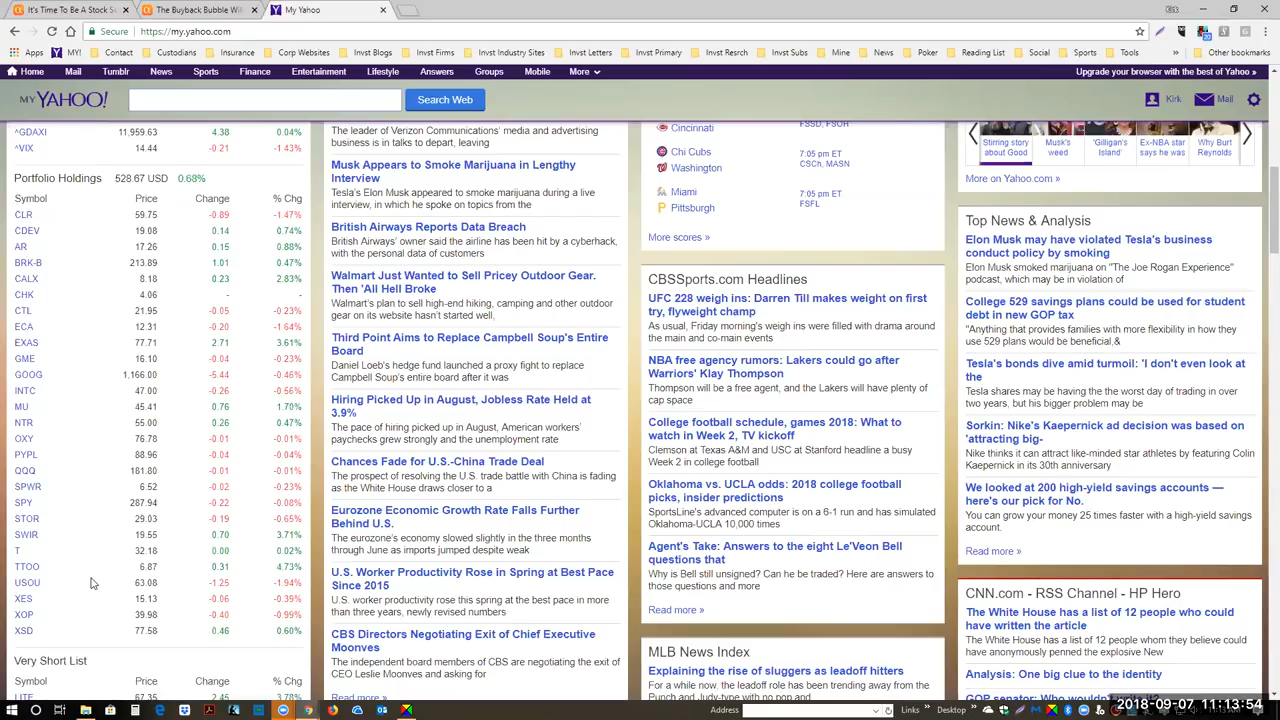 It's Time To Be A Stock S
The Buyback Bubble Wil
My Yahoo
Secure
https://my.yahoo.com
Apps
MY!
Contact
Custodians
Insurance
Corp Websites
Invst Blogs
Invst Firms
Invst Industry Sites
Invst Letters
Invst Primary
Invst Resrch
Invst Subs
Mine
News
Poker
Reading List
Social
Sports
Tools
Other bookmarks
Home
Mail
Tumblr
News
Sports
Finance
Entertainment
Lifestyle
Answers
Groups
Mobile
More
Upgrade your browser with the best of Yahoo »
MY YAHOO!
Search Web
Kirk
Mail
^GDAXI 11,959.63 4.38 0.04%
^VIX 14.44 -0.21 -1.43%
Portfolio Holdings 528.67 USD 0.68%
Symbol Price Change % Chg
CLR 59.75 -0.89 -1.47%
CDEV 19.08 0.14 0.74%
AR 17.26 0.15 0.88%
BRK-B 213.89 1.01 0.47%
CALX 8.18 0.23 2.83%
CHK 4.06 - -
CTL 21.95 -0.05 -0.23%
ECA 12.31 -0.20 -1.64%
EXAS 77.71 2.71 3.61%
GME 16.10 -0.04 -0.23%
GOOG 1,166.00 -5.44 -0.46%
INTC 47.00 -0.26 -0.56%
MU 45.41 0.76 1.70%
NTR 55.00 0.26 0.47%
OXY 76.78 -0.01 -0.01%
PYPL 88.96 -0.04 -0.04%
QQQ 181.80 -0.01 -0.01%
SPWR 6.52 -0.02 -0.23%
SPY 287.94 -0.22 -0.08%
STOR 29.03 -0.19 -0.65%
SWIR 19.55 0.70 3.71%
T 32.18 0.00 0.02%
TTOO 6.87 0.31 4.73%
USOU 63.08 -1.25 -1.94%
XES 15.13 -0.06 -0.39%
XOP 39.98 -0.40 -0.99%
XSD 77.58 0.46 0.60%
Very Short List
Symbol Price Change % Chg
LITE 67.35 2.45 3.78%
The leader of Verizon Communications' media and advertising
business is in talks to depart, leaving
Musk Appears to Smoke Marijuana in Lengthy
Interview
Tesla's Elon Musk appeared to smoke marijuana during a live
interview, in which he spoke on topics from the
British Airways Reports Data Breach
British Airways' owner said the airline has been hit by a cyberhack,
with the personal data of customers
Walmart Just Wanted to Sell Pricey Outdoor Gear.
Then 'All Hell Broke
Walmart's plan to sell high-end hiking, camping and other outdoor
gear on its website hasn't started well,
Third Point Aims to Replace Campbell Soup's Entire
Board
Daniel Loeb's hedge fund launched a proxy fight to replace
Campbell Soup's entire board after it was
Hiring Picked Up in August, Jobless Rate Held at
3.9%
The pace of hiring picked up in August, American workers'
paychecks grew strongly and the unemployment rate
Chances Fade for U.S.-China Trade Deal
The prospect of resolving the U.S. trade battle with China is fading
as the White House draws closer to a
Eurozone Economic Growth Rate Falls Further
Behind U.S.
The eurozone's economy slowed slightly in the three months
through June as imports jumped despite weak
U.S. Worker Productivity Rose in Spring at Best Pace
Since 2015
U.S. worker productivity rose this spring at the best pace in more
than three years, newly revised numbers
CBS Directors Negotiating Exit of Chief Executive
Moonves
The independent board members of CBS are negotiating the exit of
CEO Leslie Moonves and asking for
Read more »
Cincinnati FSSD, FSOH
Chi Cubs 7:05 pm ET
Washington CSCh, MASN
Miami 7:05 pm ET
Pittsburgh FSFL
More scores »
CBSSports.com Headlines
UFC 228 weigh ins: Darren Till makes weight on first
try, flyweight champ
As usual, Friday morning's weigh ins were filled with drama around
the main and co-main events
NBA free agency rumors: Lakers could go after
Warriors' Klay Thompson
Thompson will be a free agent, and the Lakers will have plenty of
cap space
College football schedule, games 2018: What to
watch in Week 2, TV kickoff
Clemson at Texas A&M and USC at Stanford headline a busy
Week 2 in college football
Oklahoma vs. UCLA odds: 2018 college football
picks, insider predictions
SportsLine's advanced computer is on a 6-1 run and has simulated
Oklahoma-UCLA 10,000 times
Agent's Take: Answers to the eight Le'Veon Bell
questions that
Why is Bell still unsigned? Can he be traded? Here are answers to
those questions and more
Read more »
MLB News Index
Explaining the rise of sluggers as leadoff hitters
For a while now, the leadoff role has been trending away from the
Punch and Judy-type with no pop and
Stirring story
about Good
Musk's
weed
'Gilligan's
Island'
Ex-NBA star
says he was
Why Burt
Reynolds
More on Yahoo.com »
Top News & Analysis
Elon Musk may have violated Tesla's business
conduct policy by smoking
Elon Musk smoked marijuana on "The Joe Rogan Experience"
podcast, which may be in violation of
College 529 savings plans could be used for student
debt in new GOP tax
"Anything that provides families with more flexibility in how they
use 529 plans would be beneficial,&
Tesla's bonds dive amid turmoil: 'I don't even look at
the
Tesla shares may be having the the worst day of trading in over
two years, but his bigger problem may be
Sorkin: Nike's Kaepernick ad decision was based on
'attracting big-
Nike thinks it can attract like-minded star athletes by featuring Colin
Kaepernick in its 30th anniversary
We looked at 200 high-yield savings accounts —
here's our pick for No.
You can grow your money 25 times faster with a high-yield savings
account.
Read more »
CNN.com - RSS Channel - HP Hero
The White House has a list of 12 people who could
have written the article
The White House has a list of 12 people whom they believe could
have anonymously penned the explosive New
Analysis: One big clue to the identity
GOP senator: Who wouldn't
Address
Links
Desktop
2018-09-07 11:13:54